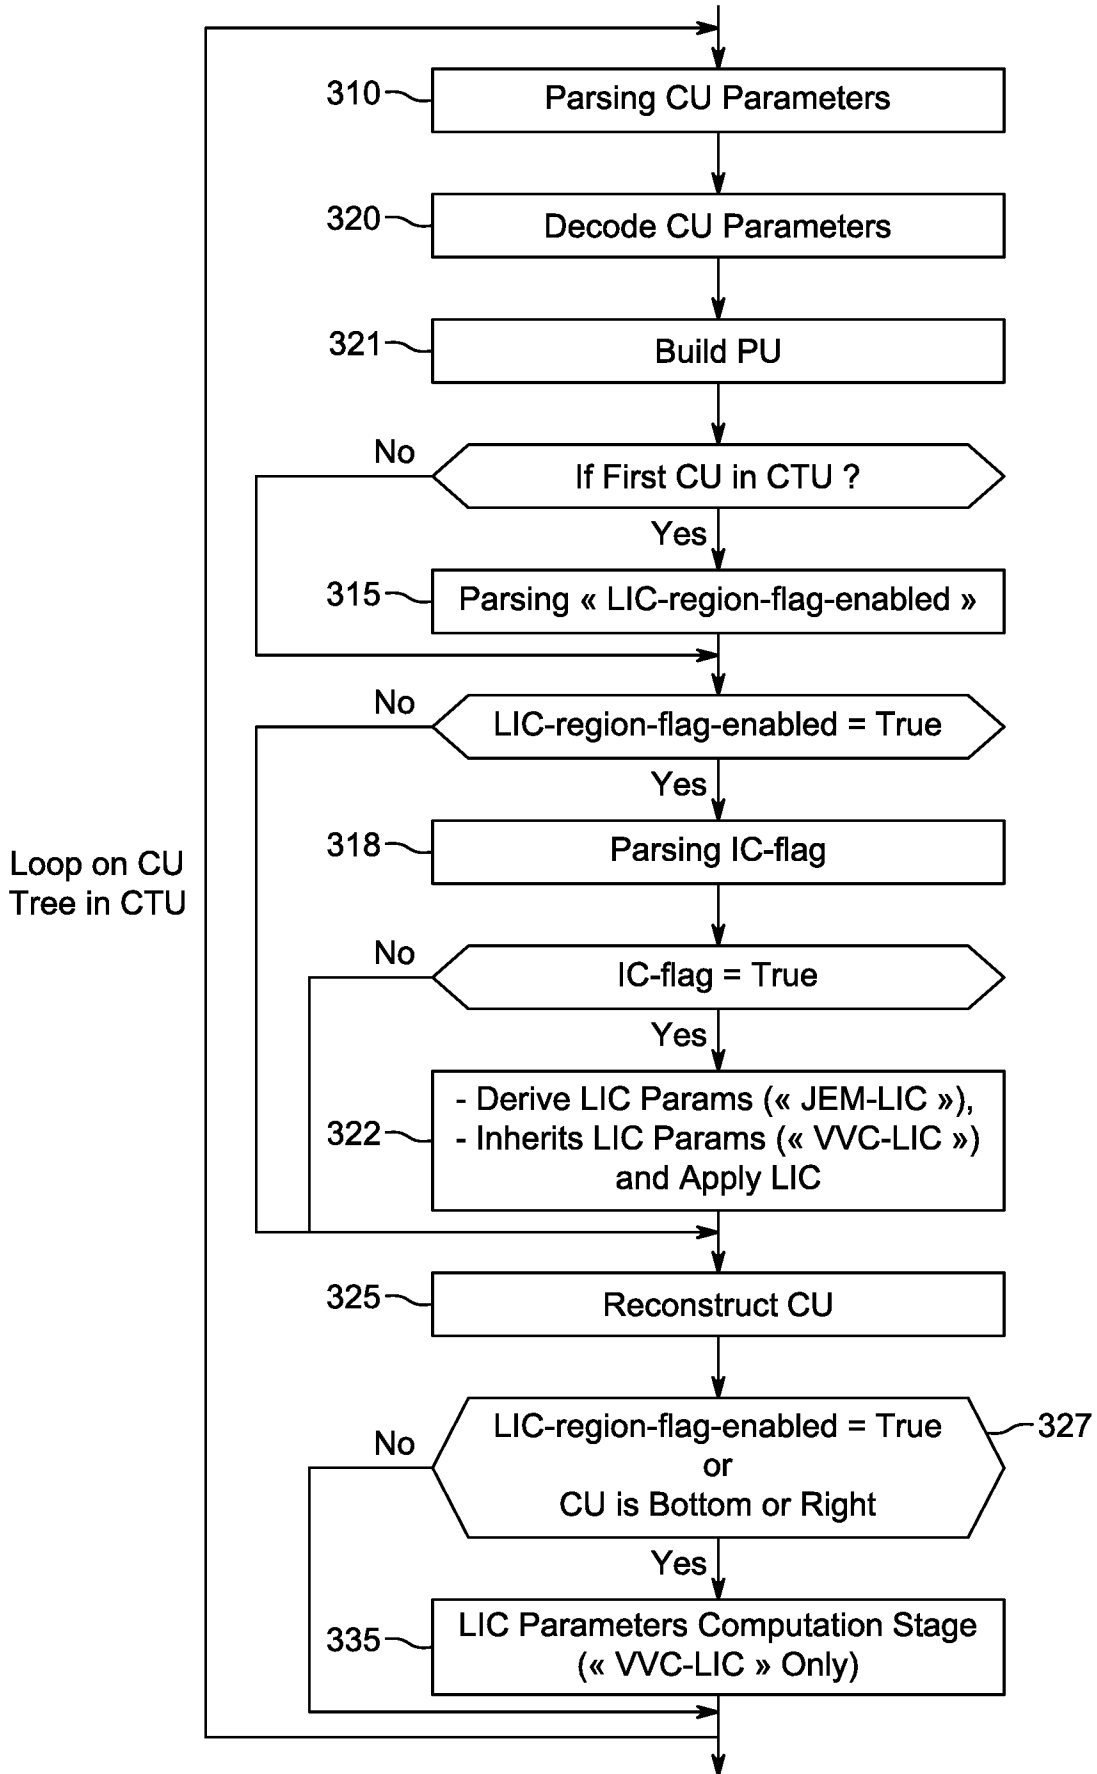 310
Parsing CU Parameters
320
Decode CU Parameters
321
Build PU
No
If First CU in CTU ?
Yes
315
Parsing « LIC-region-flag-enabled »
No
LIC-region-flag-enabled = True
Yes
318
Parsing IC-flag
Loop on CU
Tree in CTU
No
IC-flag = True
Yes
322
- Derive LIC Params (« JEM-LIC »),
- Inherits LIC Params (« VVC-LIC »)
and Apply LIC
325
Reconstruct CU
No
LIC-region-flag-enabled = True
or
CU is Bottom or Right
327
Yes
335
LIC Parameters Computation Stage
(« VVC-LIC » Only)